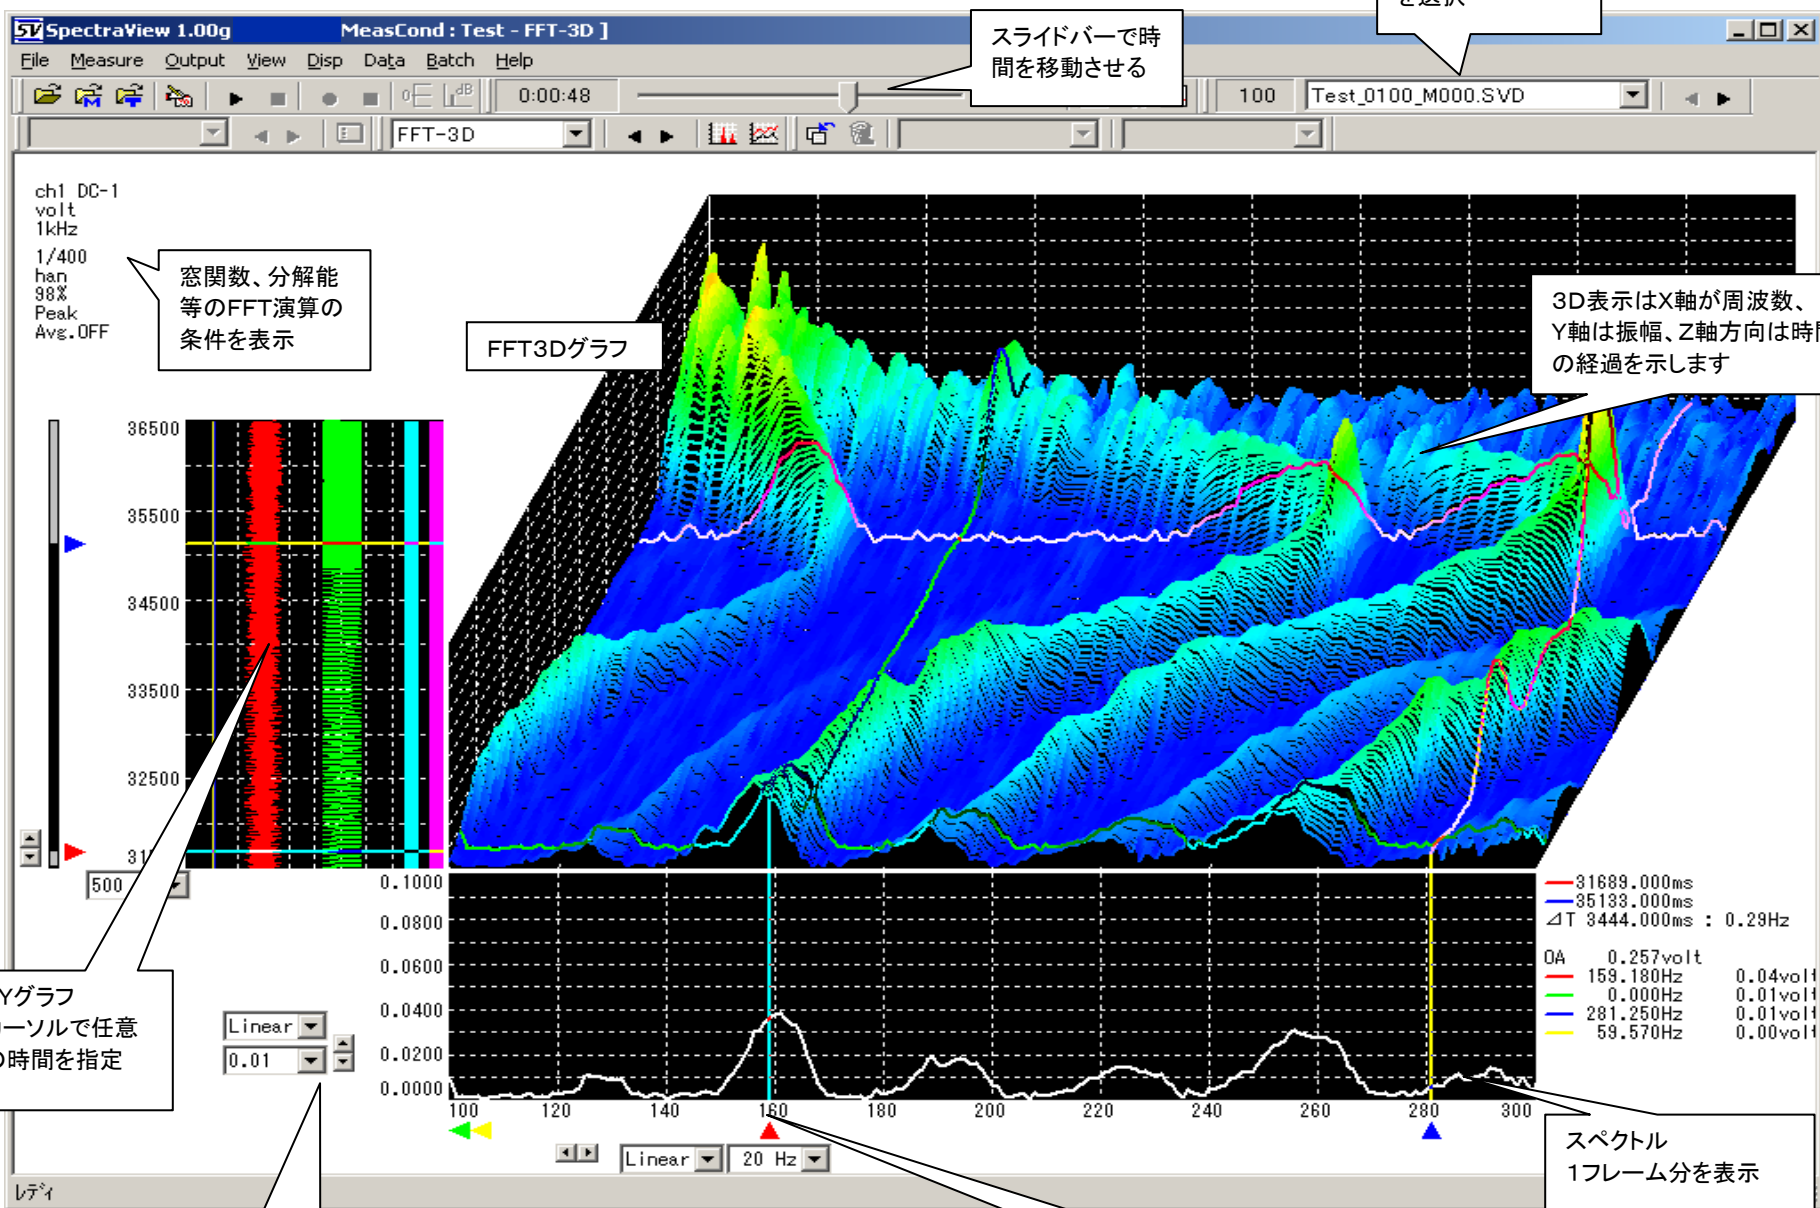 を選択
SV SpectraView 1.00g MeasCond : Test - FFT-3D ]
スライドバーで時
間を移動させる
File Measure Output View Disp Data Batch Help
0:00:48
100
Test_0100_M000.SVD
FFT-3D
ch1 DC-1
volt
1kHz
1/400
han
98%
Peak
Avg.OFF
窓関数、分解能
等のFFT演算の
条件を表示
FFT3Dグラフ
3D表示はX軸が周波数、
Y軸は振幅、Z軸方向は時間
の経過を示します
36500
35500
34500
33500
32500
500
0.1000
0.0800
0.0600
0.0400
0.0200
0.0000
100 120 140 160 180 200 220 240 260 280 300
31689.000ms
35133.000ms
⊿T 3444.000ms : 0.29Hz
OA 0.257volt
159.180Hz 0.04volt
0.000Hz 0.01volt
281.250Hz 0.01volt
59.570Hz 0.00volt
Yグラフ
カーソルで任意
の時間を指定
Linear
0.01
Linear
20 Hz
スペクトル
1フレーム分を表示
レディ